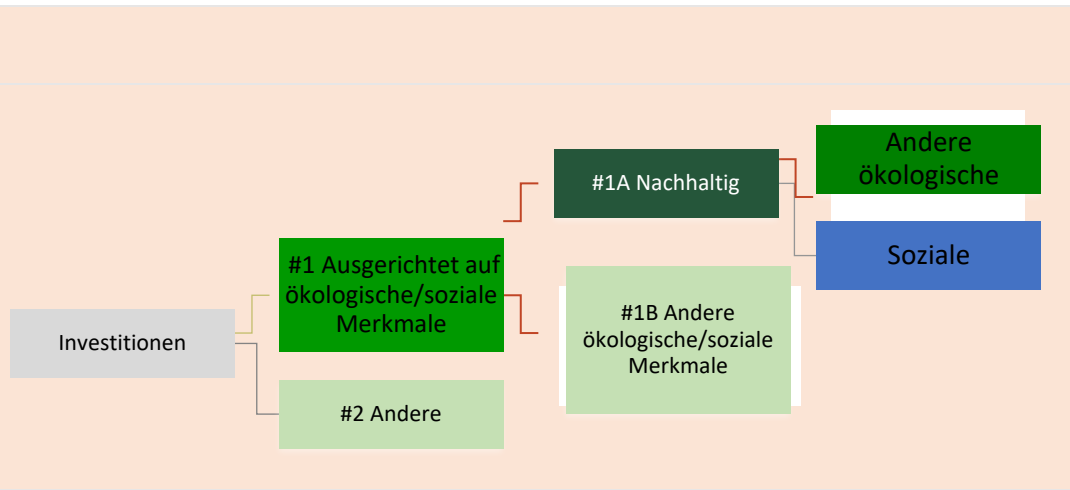 Investitionen
#1 Ausgerichtet auf
ökologische/soziale
Merkmale
#2 Andere
#1A Nachhaltig
#1B Andere
ökologische/soziale
Merkmale
Andere
ökologische
Soziale